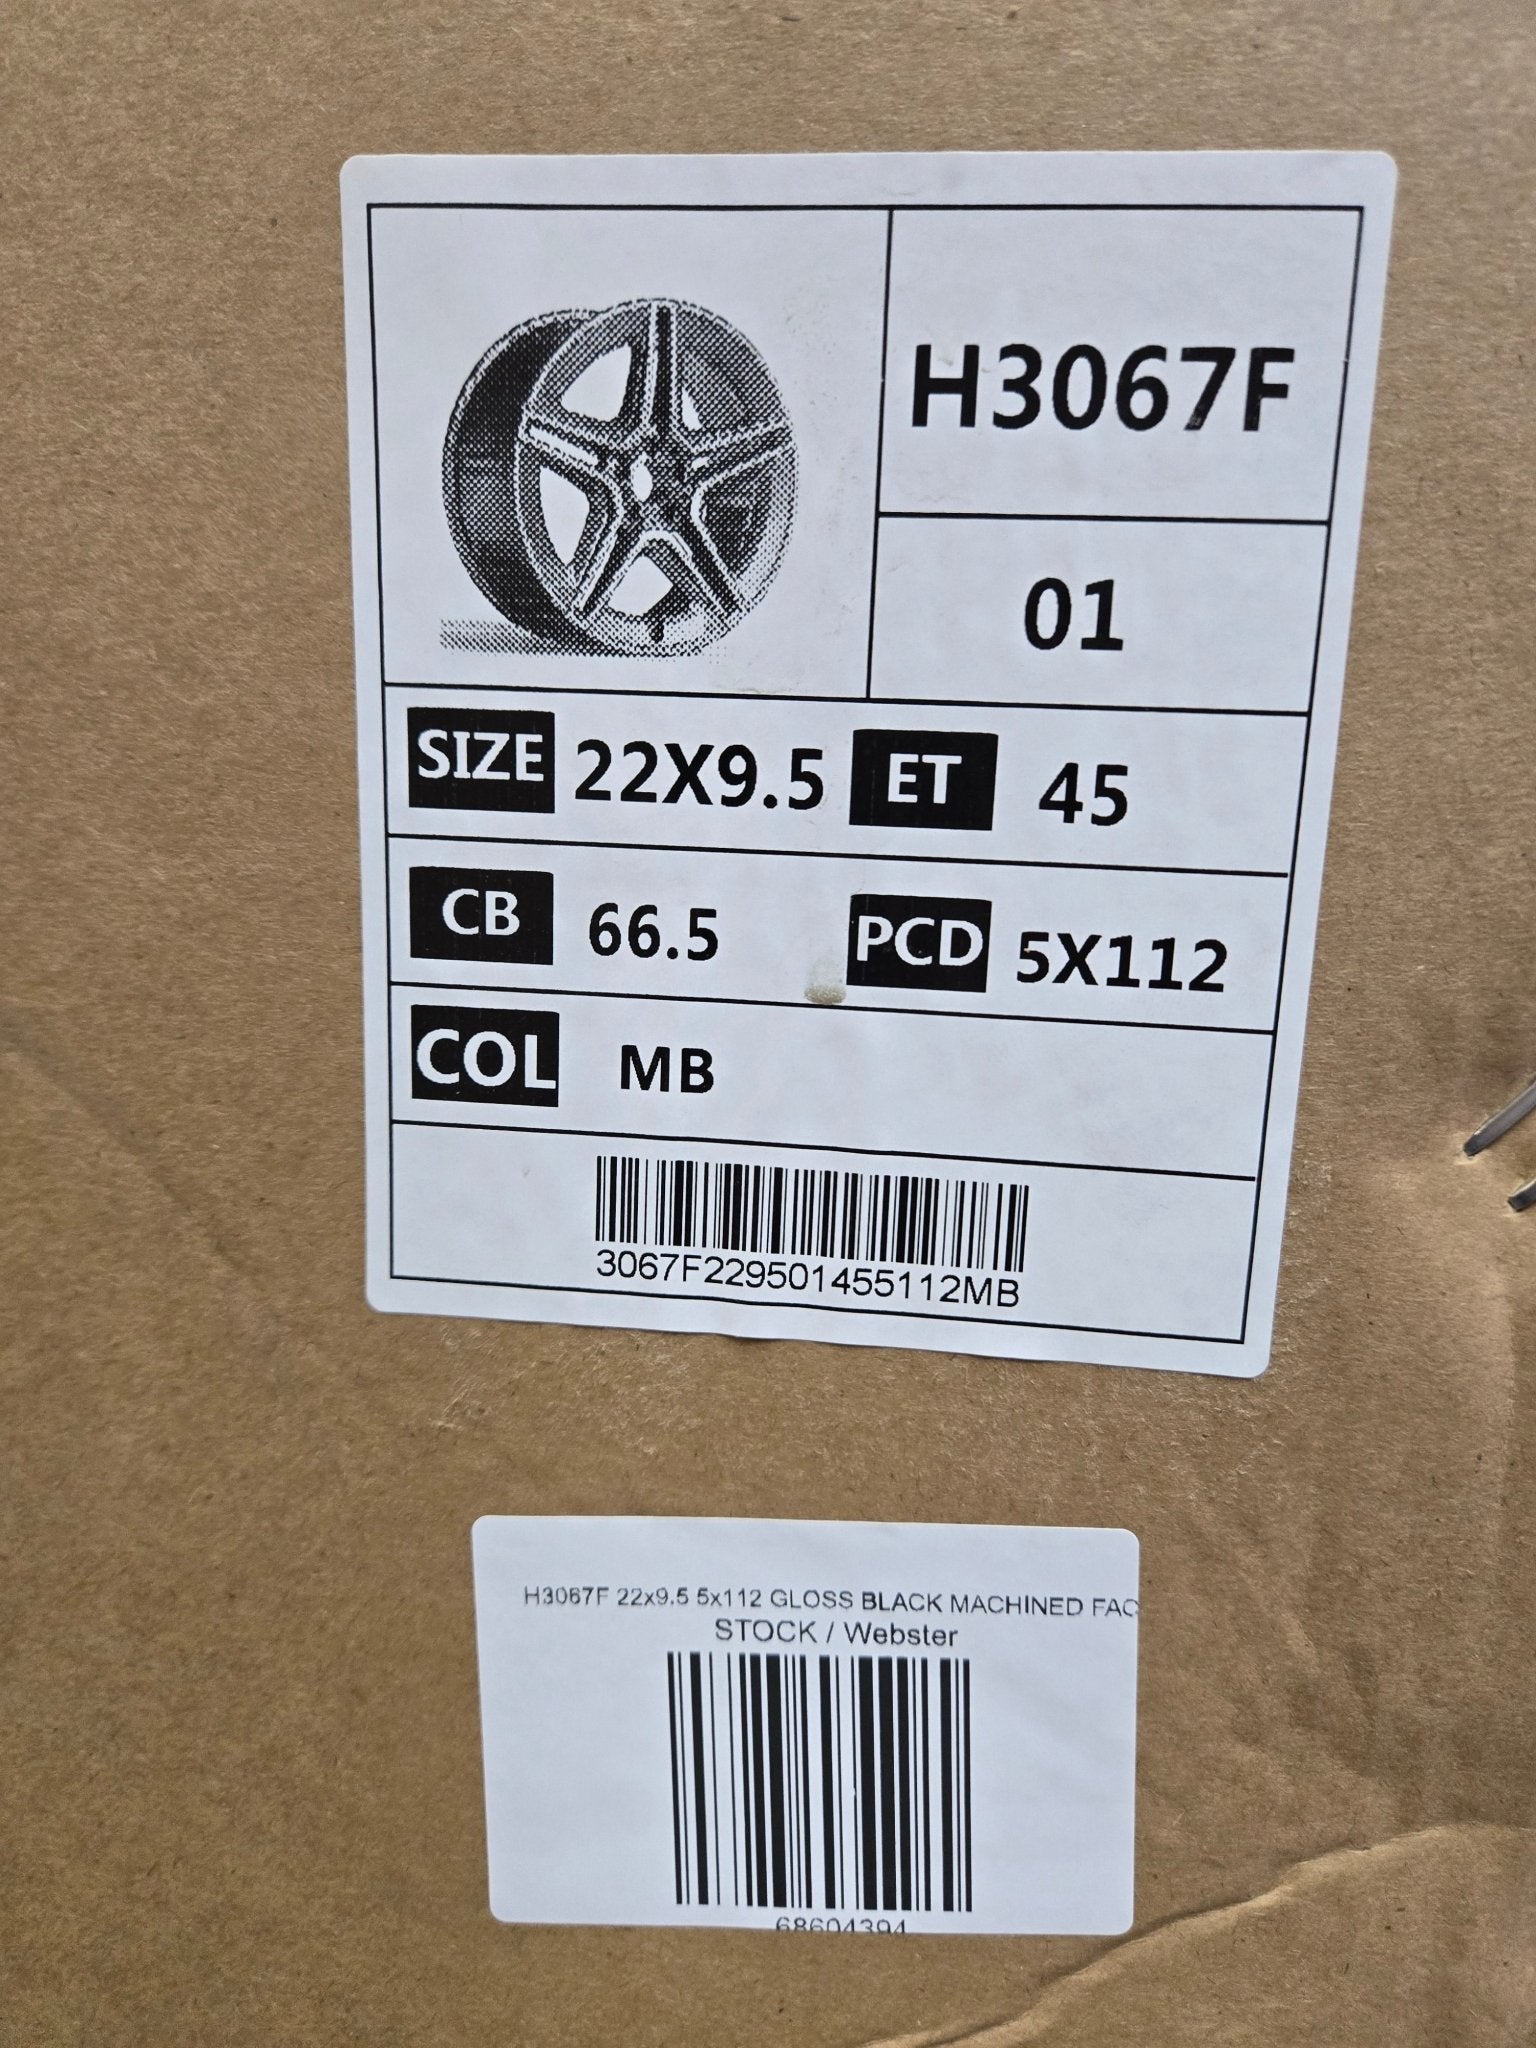 H3067F
01
SIZE 22X9.5 ET 45
CB 66.5 PCD 5X112
COL MB
3067F229501455112MB
H3067F 22x9.5 5x112 GLOSS BLACK MACHINED FAC
STOCK / Webster
68604394